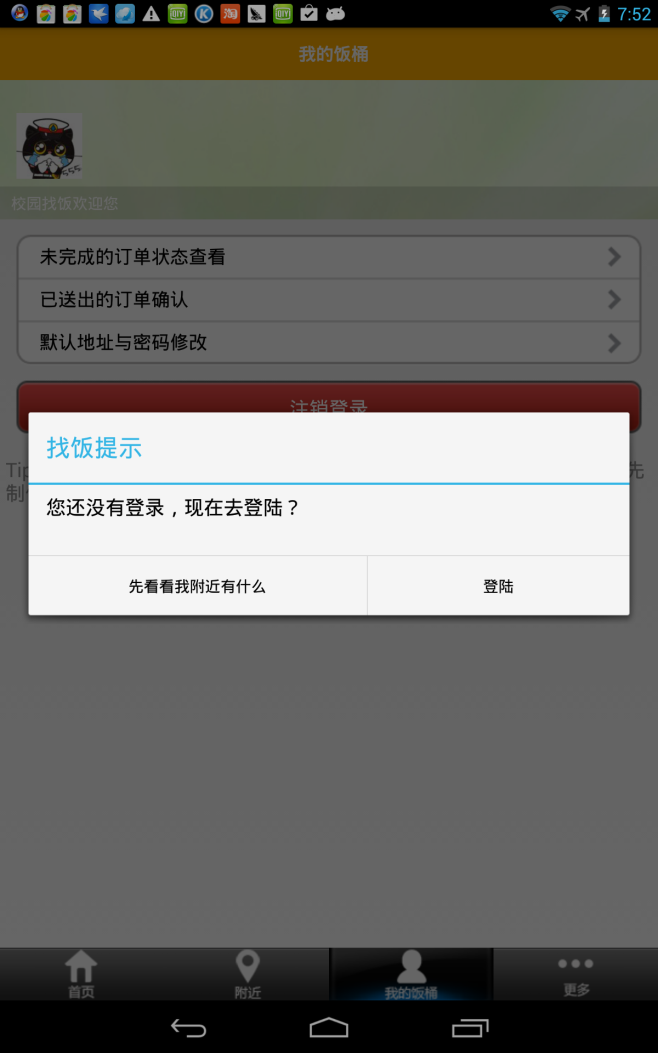 7:52
我的饭桶
555
校园找饭欢迎您
未完成的订单状态查看
已送出的订单确认
默认地址与密码修改
注销登录
Tip
先
制
找饭提示
您还没有登录，现在去登陆？
先看看我附近有什么
登陆
首页
附近
我的饭桶
更多